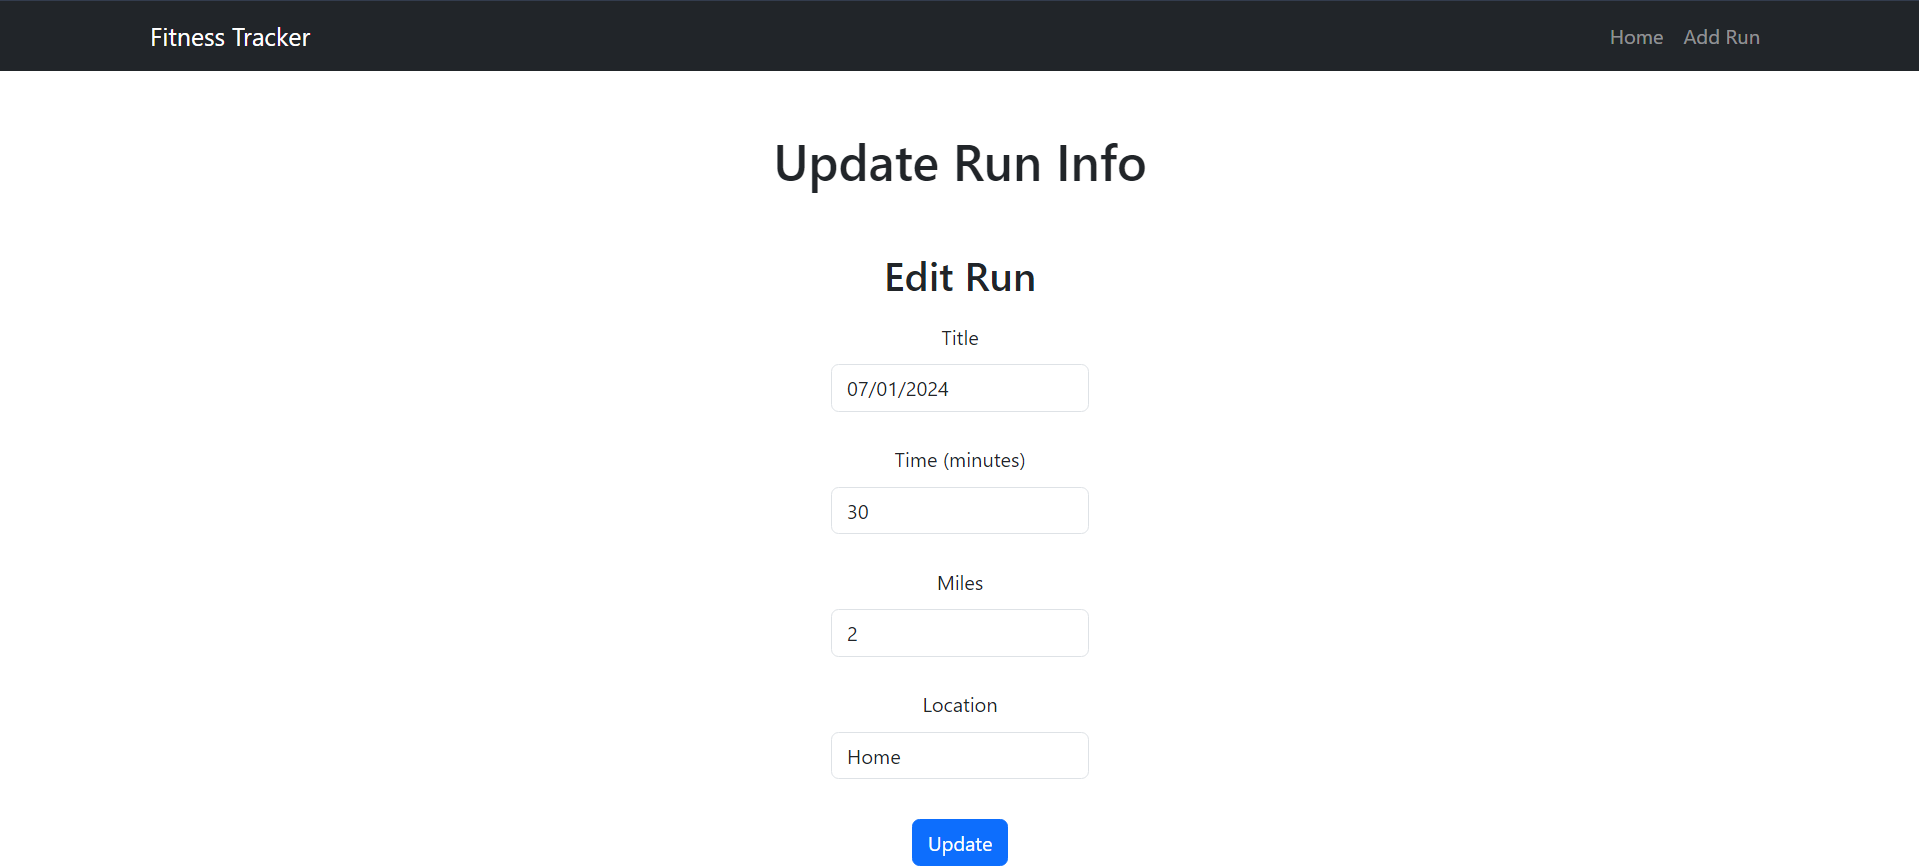 Fitness Tracker
Home Add Run
Update Run Info
Edit Run
Title
07/01/2024
Time (minutes)
30
Miles
2
Location
Home
Update